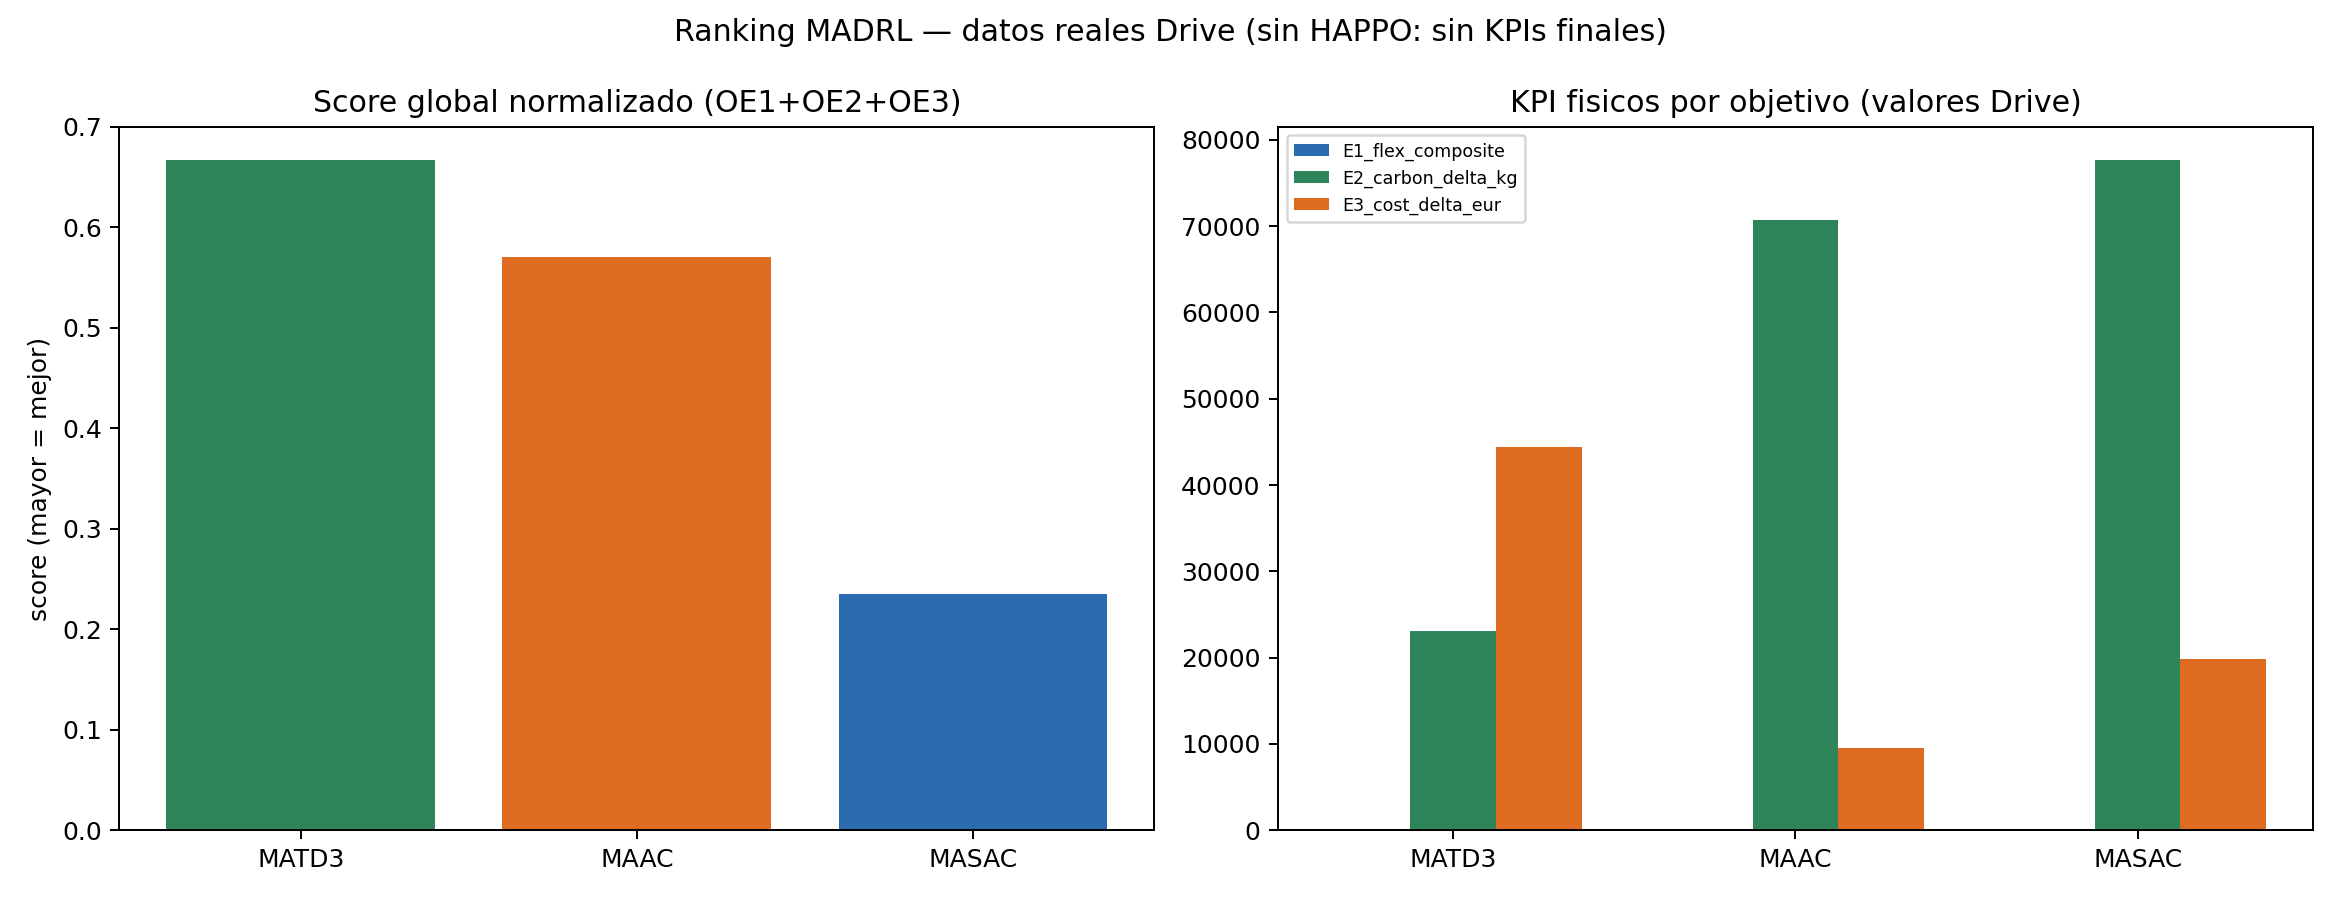 Ranking MADRL — datos reales Drive (sin HAPPO: sin KPIs finales)
Score global normalizado (OE1+OE2+OE3)
score (mayor = mejor)
0.7
0.6
0.5
0.4
0.3
0.2
0.1
0.0
MATD3
MAAC
MASAC
KPI fisicos por objetivo (valores Drive)
E1_flex_composite
E2_carbon_delta_kg
E3_cost_delta_eur
80000
70000
60000
50000
40000
30000
20000
10000
0
MATD3
MAAC
MASAC